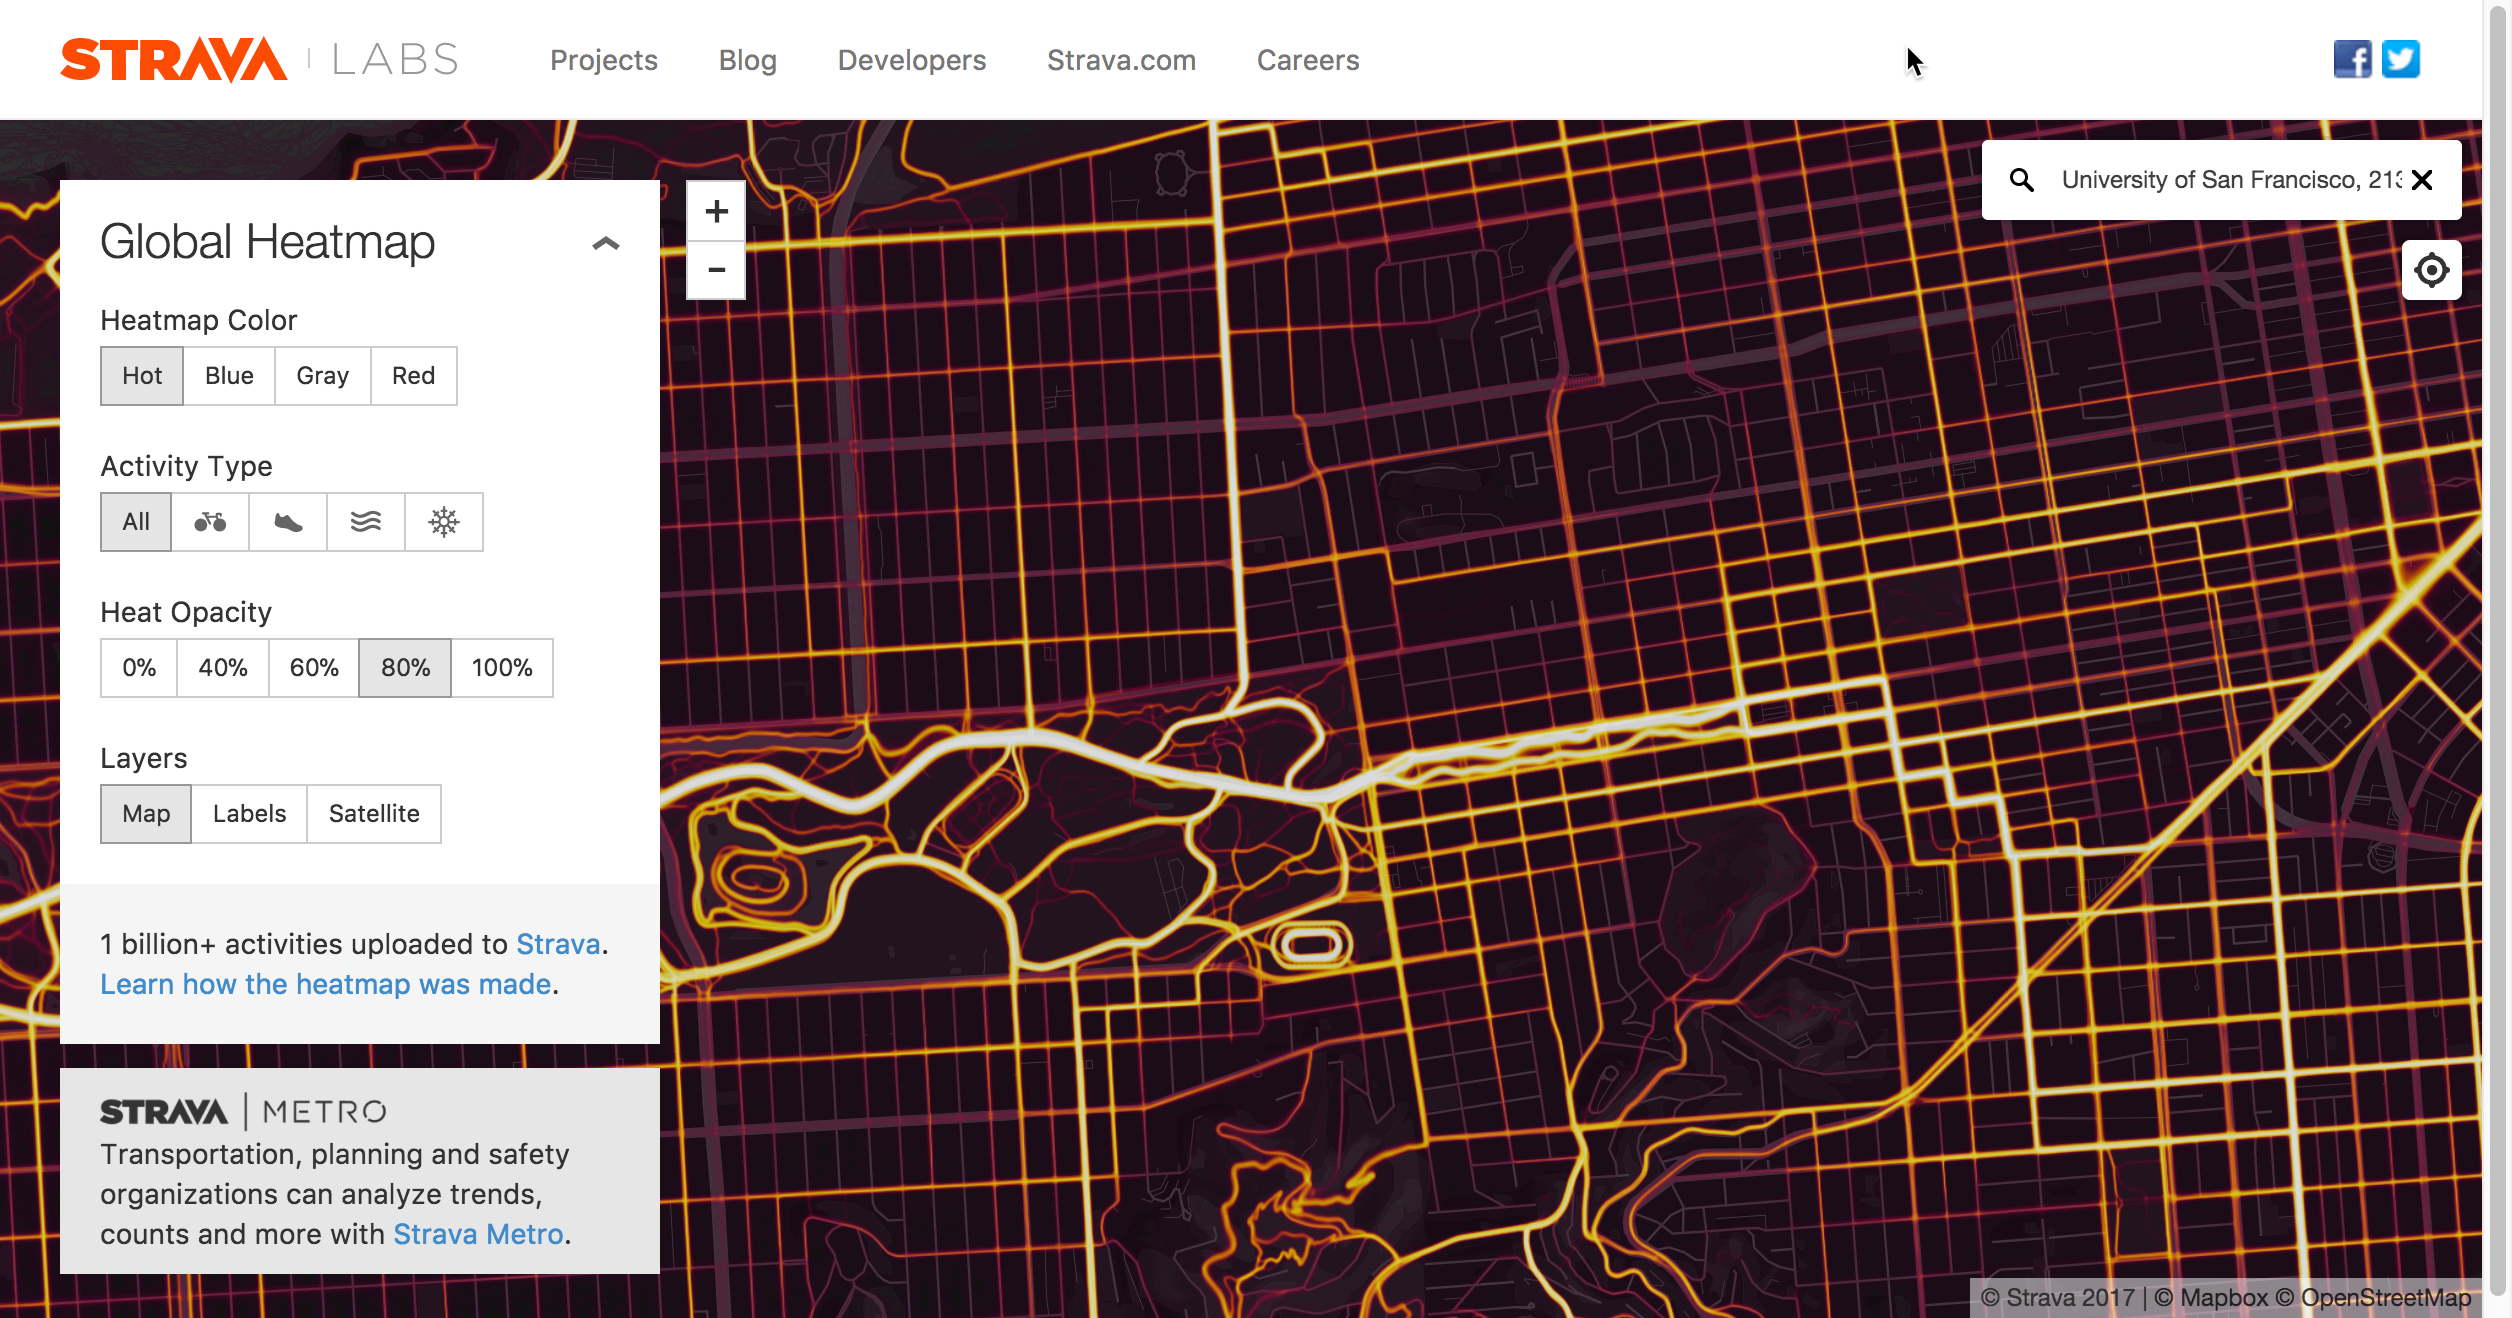 STRAVA | LABS
Projects Blog Developers Strava.com Careers
University of San Francisco, 213
Global Heatmap
+
−
Heatmap Color
Hot Blue Gray Red
Activity Type
All
Heat Opacity
0% 40% 60% 80% 100%
Layers
Map Labels Satellite
1 billion+ activities uploaded to Strava.
Learn how the heatmap was made.
STRAVA | METRO
Transportation, planning and safety
organizations can analyze trends,
counts and more with Strava Metro.
© Strava 2017 | © Mapbox © OpenStreetMap